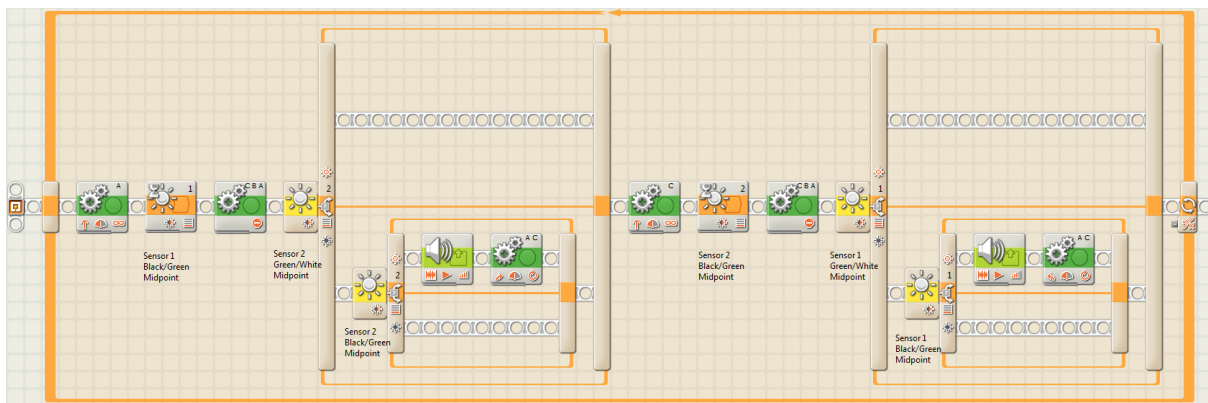 A
1
C B A
2
Sensor 1
Black/Green
Midpoint
Sensor 2
Green/White
Midpoint
2
A C
Sensor 2
Black/Green
Midpoint
C
2
C B A
1
Sensor 2
Black/Green
Midpoint
Sensor 1
Green/White
Midpoint
1
A C
Sensor 1
Black/Green
Midpoint